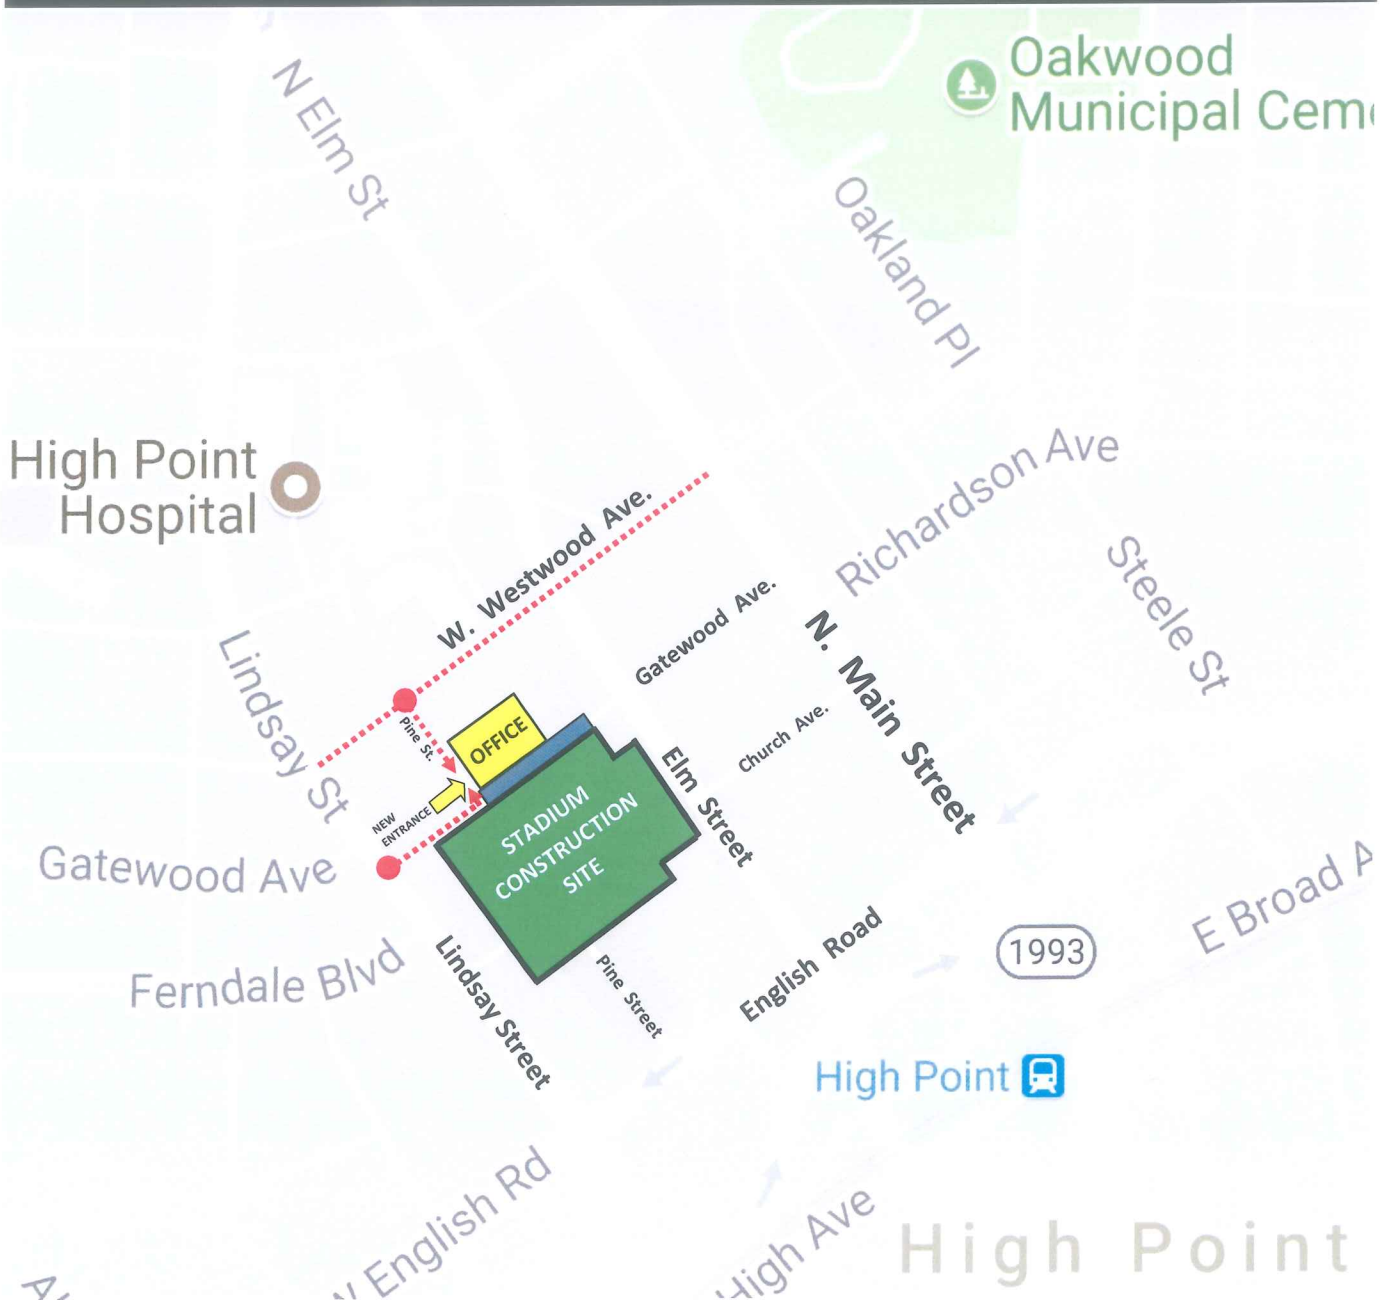 Oakwood
Municipal Ceme
N Elm St
Oakland Pl
High Point
Hospital
Richardson Ave
W. Westwood Ave.
Steele St
Gatewood Ave.
N. Main Street
Lindsay St
Pine St.
OFFICE
Church Ave.
Elm Street
NEW
ENTRANCE
STADIUM
CONSTRUCTION
SITE
Gatewood Ave
E Broad A
Ferndale Blvd
Lindsay Street
Pine Street
English Road
1993
High Point
W English Rd
High Ave
High Point